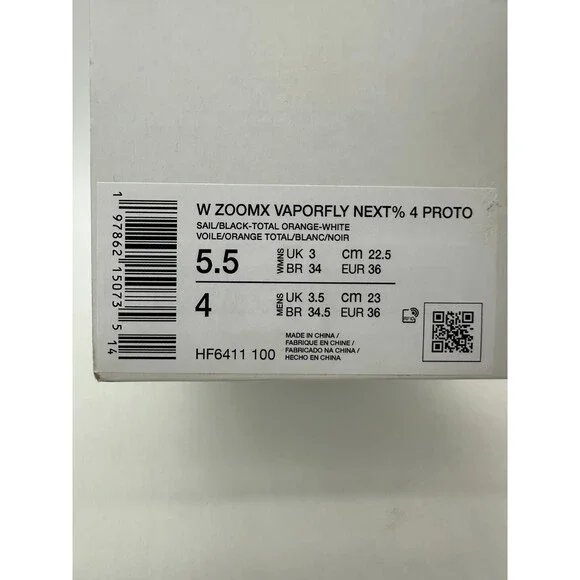 W ZOOMX VAPORFLY NEXT% 4 PROTO
SAIL/BLACK-TOTAL ORANGE-WHITE
VOILE/ORANGE TOTAL/BLANC/NOIR
5.5 WMNS UK 3 CM 22.5
BR 34 EUR 36
4 MENS UK 3.5 CM 23
BR 34.5 EUR 36
HF6411 100
MADE IN CHINA /
FABRIQUE EN CHINE /
FABRICADO NA CHINA /
HECHO EN CHINA
1 97862 15073 5 14